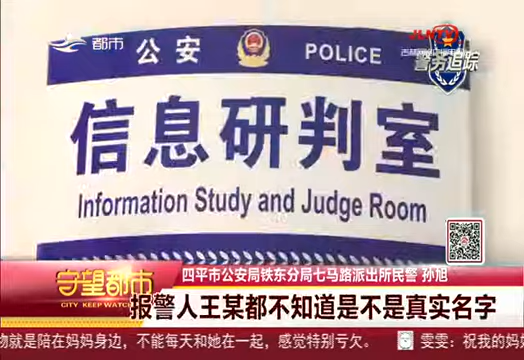 都市
公安
POLICE
JLMTV
警务追踪
信息研判室
Information Study and Judge Room
守望都市
CITY KEEP WATCH
四平市公安局铁东分局七马路派出所民警 孙旭
报警人王某都不知道是不是真实名字
物就是陪在妈妈身边，不能每天和她在一起，感觉特别亏欠。
雯雯：祝我的妈